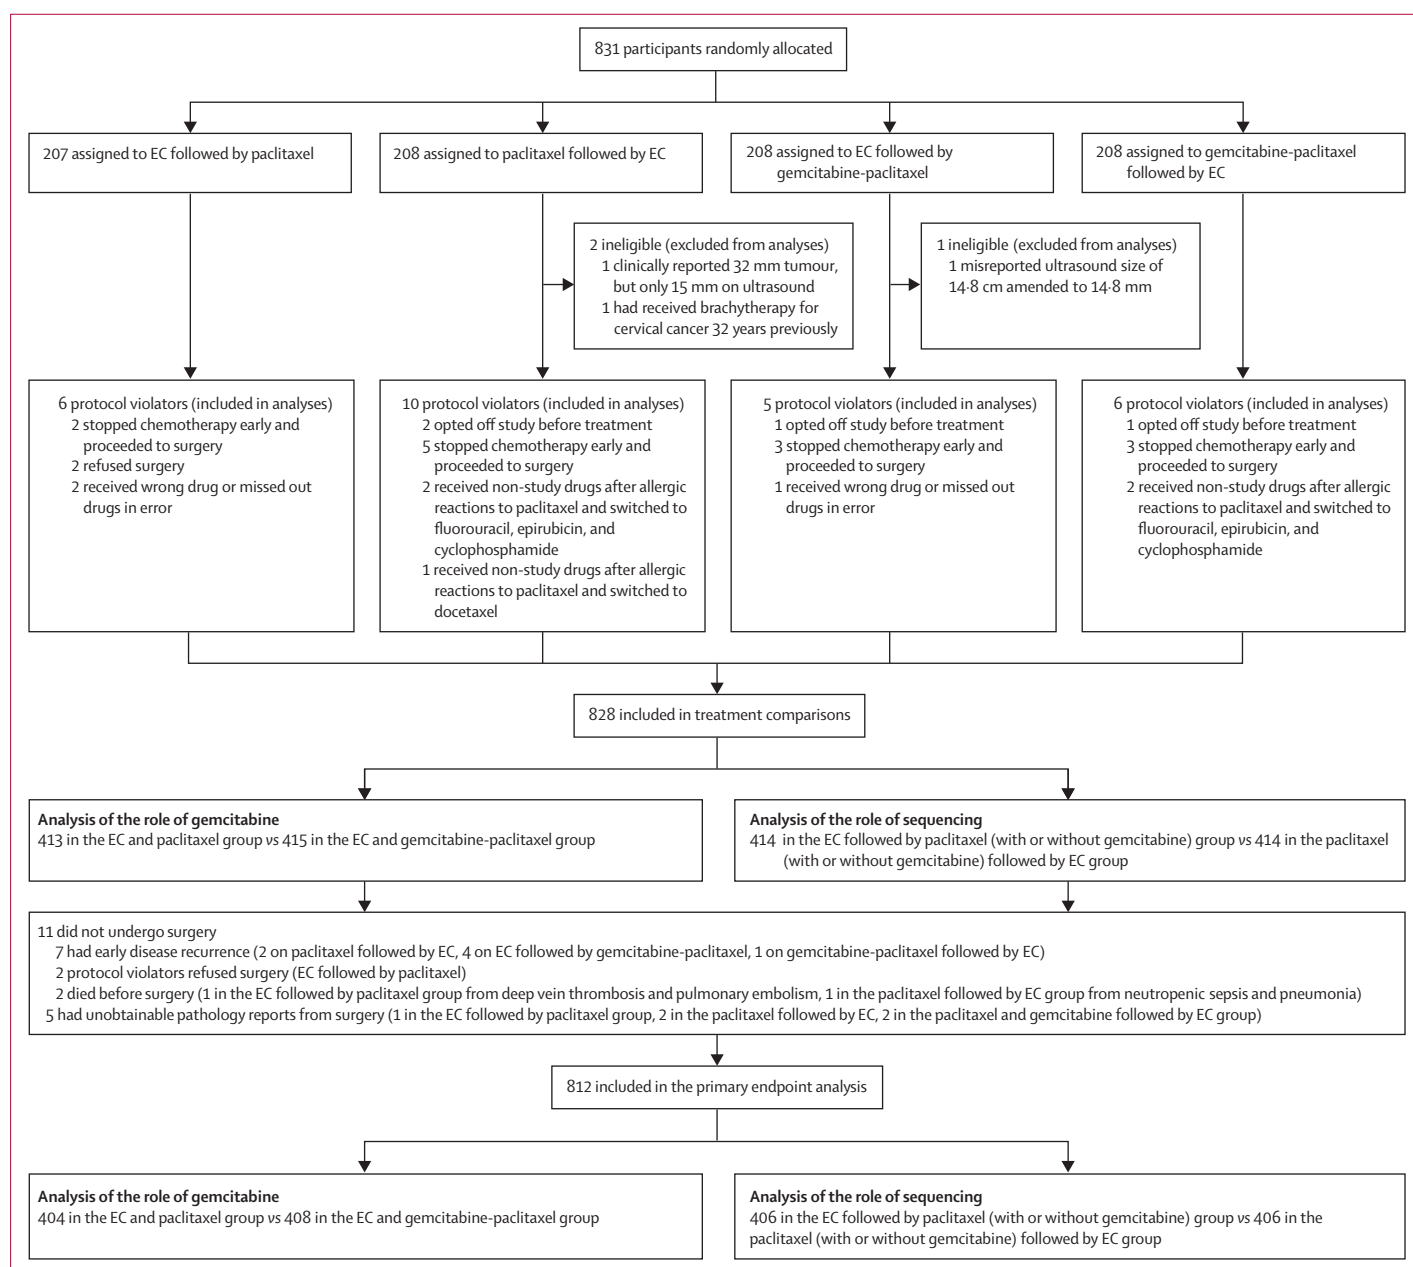 831 participants randomly allocated
207 assigned to EC followed by paclitaxel
208 assigned to paclitaxel followed by EC
208 assigned to EC followed by
gemcitabine-paclitaxel
208 assigned to gemcitabine-paclitaxel
followed by EC
2 ineligible (excluded from analyses)
1 clinically reported 32 mm tumour,
but only 15 mm on ultrasound
1 had received brachytherapy for
cervical cancer 32 years previously
1 ineligible (excluded from analyses)
1 misreported ultrasound size of
14·8 cm amended to 14·8 mm
6 protocol violators (included in analyses)
2 stopped chemotherapy early and
proceeded to surgery
2 refused surgery
2 received wrong drug or missed out
drugs in error
10 protocol violators (included in analyses)
2 opted off study before treatment
5 stopped chemotherapy early and
proceeded to surgery
2 received non-study drugs after allergic
reactions to paclitaxel and switched to
fluorouracil, epirubicin, and
cyclophosphamide
1 received non-study drugs after allergic
reactions to paclitaxel and switched to
docetaxel
5 protocol violators (included in analyses)
1 opted off study before treatment
3 stopped chemotherapy early and
proceeded to surgery
1 received wrong drug or missed out
drugs in error
6 protocol violators (included in analyses)
1 opted off study before treatment
3 stopped chemotherapy early and
proceeded to surgery
2 received non-study drugs after allergic
reactions to paclitaxel and switched to
fluorouracil, epirubicin, and
cyclophosphamide
828 included in treatment comparisons
Analysis of the role of gemcitabine
413 in the EC and paclitaxel group vs 415 in the EC and gemcitabine-paclitaxel group
Analysis of the role of sequencing
414 in the EC followed by paclitaxel (with or without gemcitabine) group vs 414 in the paclitaxel
(with or without gemcitabine) followed by EC group
11 did not undergo surgery
7 had early disease recurrence (2 on paclitaxel followed by EC, 4 on EC followed by gemcitabine-paclitaxel, 1 on gemcitabine-paclitaxel followed by EC)
2 protocol violators refused surgery (EC followed by paclitaxel)
2 died before surgery (1 in the EC followed by paclitaxel group from deep vein thrombosis and pulmonary embolism, 1 in the paclitaxel followed by EC group from neutropenic sepsis and pneumonia)
5 had unobtainable pathology reports from surgery (1 in the EC followed by paclitaxel group, 2 in the paclitaxel followed by EC, 2 in the paclitaxel and gemcitabine followed by EC group)
812 included in the primary endpoint analysis
Analysis of the role of gemcitabine
404 in the EC and paclitaxel group vs 408 in the EC and gemcitabine-paclitaxel group
Analysis of the role of sequencing
406 in the EC followed by paclitaxel (with or without gemcitabine) group vs 406 in the
paclitaxel (with or without gemcitabine) followed by EC group